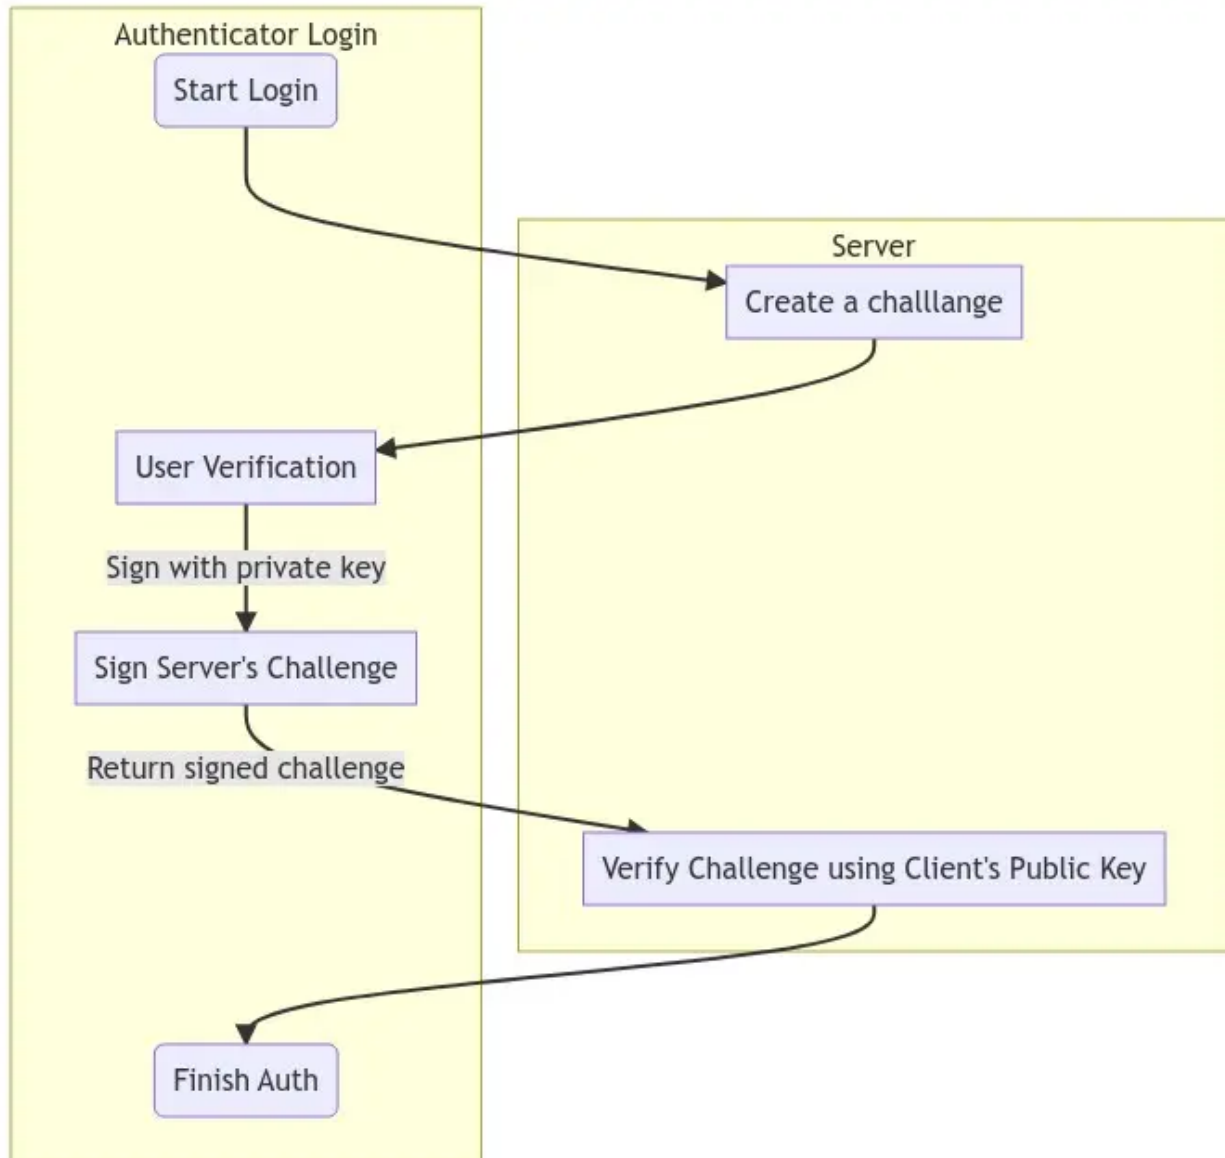 Authenticator Login
Start Login
Server
Create a challlange
User Verification
Sign with private key
Sign Server's Challenge
Return signed challenge
Verify Challenge using Client's Public Key
Finish Auth